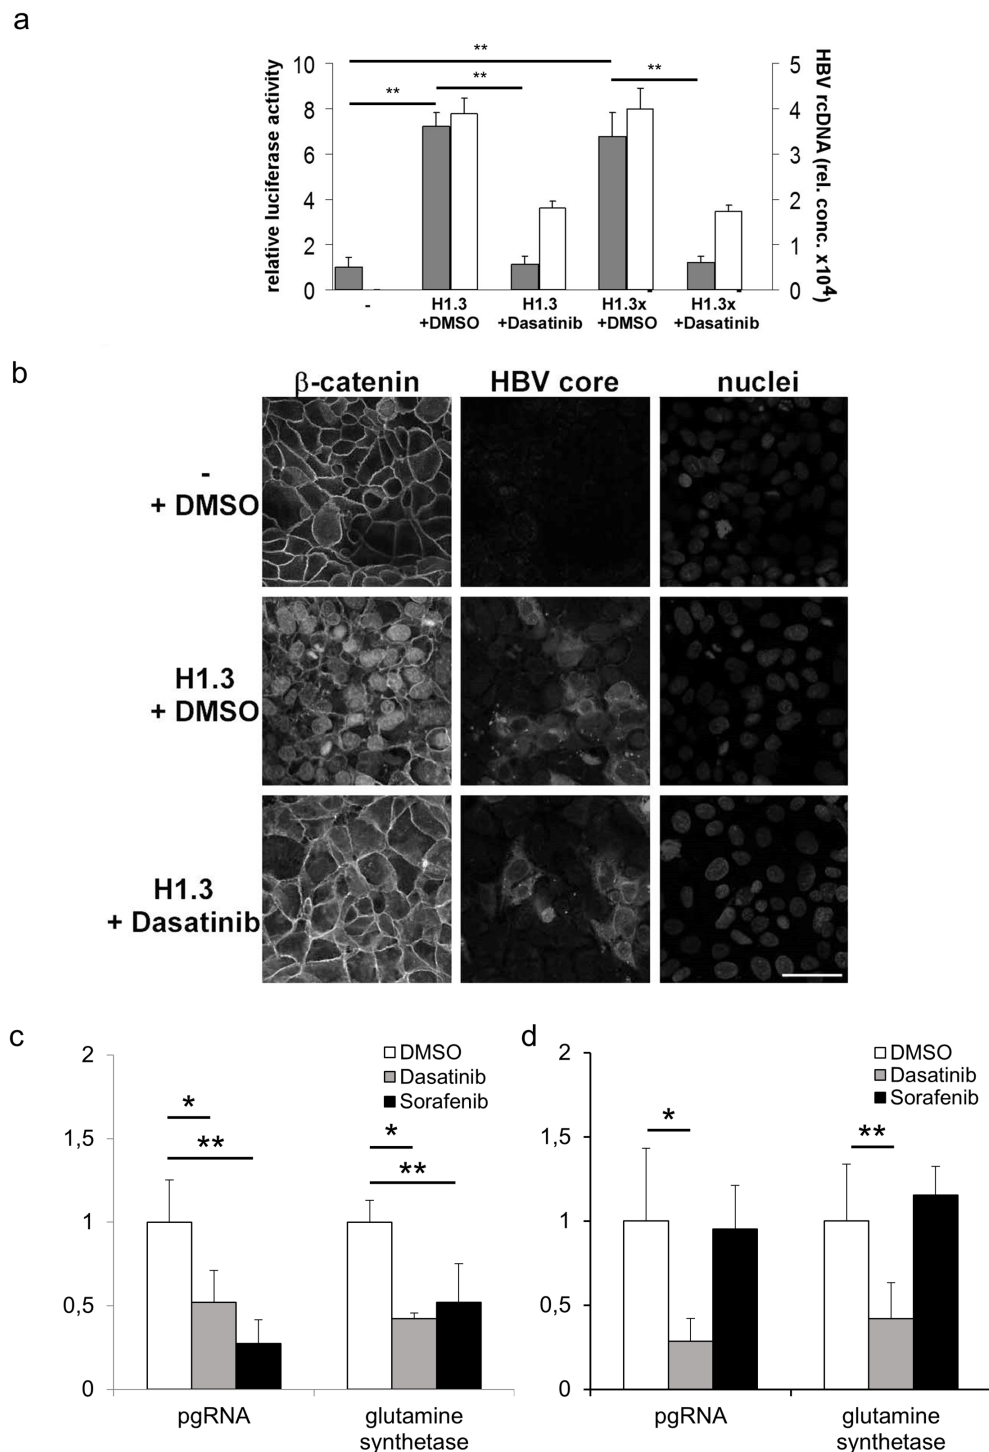 a
**
**
**
**
10
8
6
4
2
0
relative luciferase activity
5
4
3
2
1
0
HBV rcDNA (rel. conc. x10⁴)
- H1.3 H1.3 H1.3x H1.3x
+DMSO +Dasatinib +DMSO +Dasatinib
b
β-catenin HBV core nuclei
-
+ DMSO
H1.3
+ DMSO
H1.3
+ Dasatinib
c
2
1,5
1
0,5
0
DMSO
Dasatinib
Sorafenib
*
**
*
**
pgRNA glutamine
synthetase
d
2
1,5
1
0,5
0
DMSO
Dasatinib
Sorafenib
*
**
pgRNA glutamine
synthetase